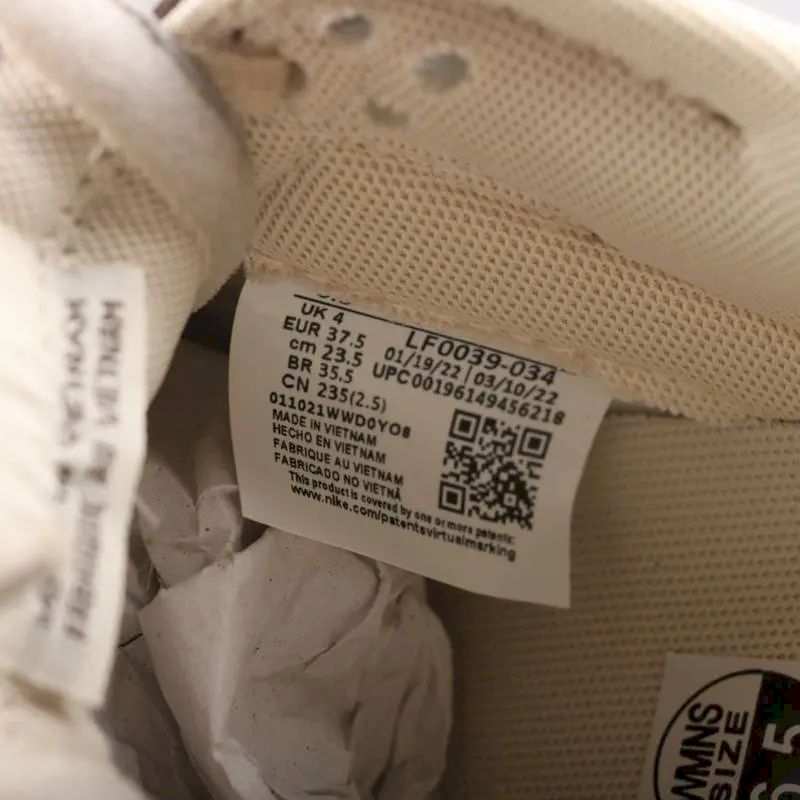 UK 4
EUR 37.5
cm 23.5
BR 35.5
CN 235(2.5)
LF0039-034
01/19/22 | 03/10/22
UPC00196149456218
011021WWD0YO8
MADE IN VIETNAM
HECHO EN VIETNAM
FABRIQUE AU VIETNAM
FABRICADO NO VIETNÃ
This product is covered by one or more patents:
www.nike.com/patentsvirtualmarking
WMNS
SIZE